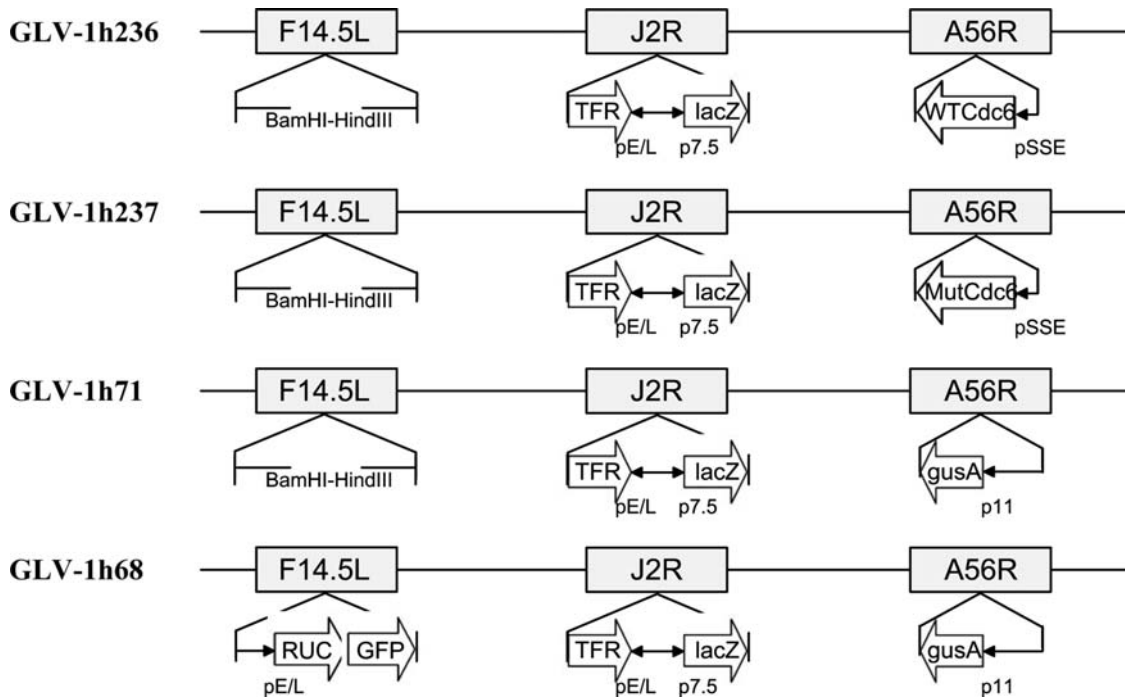 GLV-1h236 F14.5L J2R A56R
BamHI-HindIII TFR lacZ WTCdc6
pE/L p7.5 pSSE
GLV-1h237 F14.5L J2R A56R
BamHI-HindIII TFR lacZ MutCdc6
pE/L p7.5 pSSE
GLV-1h71 F14.5L J2R A56R
BamHI-HindIII TFR lacZ gusA
pE/L p7.5 p11
GLV-1h68 F14.5L J2R A56R
RUC GFP TFR lacZ gusA
pE/L pE/L p7.5 p11